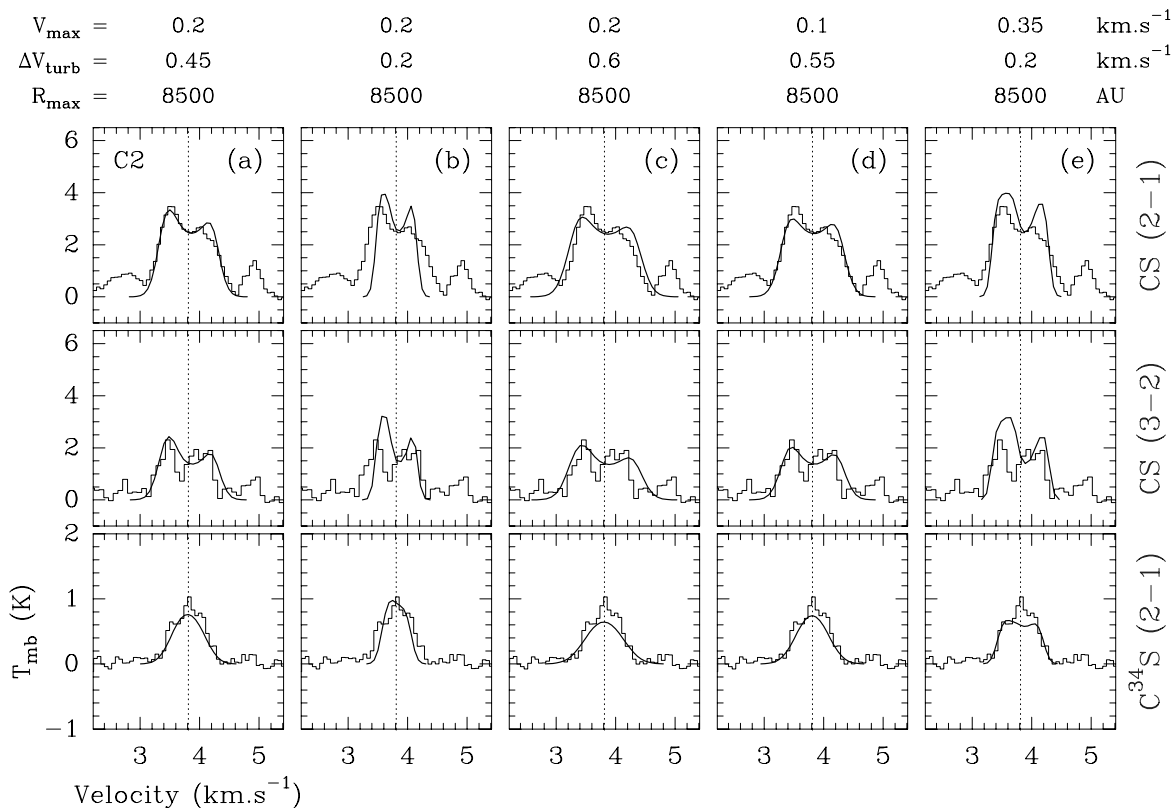 V_max = 0.2 0.2 0.2 0.1 0.35 km.s⁻¹
ΔV_turb = 0.45 0.2 0.6 0.55 0.2 km.s⁻¹
R_max = 8500 8500 8500 8500 8500 AU
C2 (a) (b) (c) (d) (e)
6
4
2
0
CS (2−1)
6
4
2
0
CS (3−2)
2
1
0
−1
T_mb (K)
C³⁴S (2−1)
3 4 5 3 4 5 3 4 5 3 4 5 3 4 5
Velocity (km.s⁻¹)